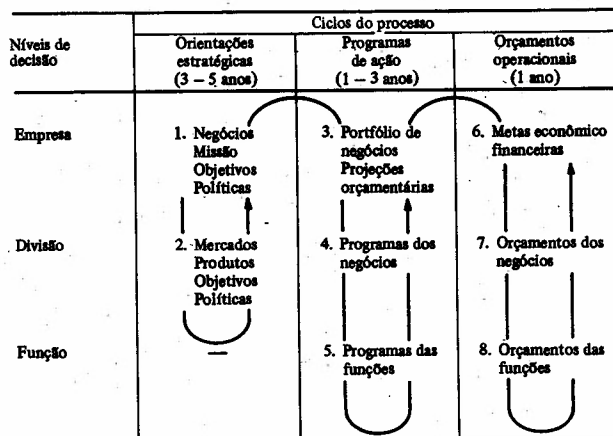 Ciclos do processo
Níveis de
decisão
Orientações
estratégicas
(3 – 5 anos)
Programas
de ação
(1 – 3 anos)
Orçamentos
operacionais
(1 ano)
Empresa
1. Negócios
Missão
Objetivos
Políticas
3. Portfólio de
negócios
Projeções
orçamentárias
6. Metas econômico
financeiras
Divisão
2. Mercados
Produtos
Objetivos
Políticas
4. Programas dos
negócios
7. Orçamentos dos
negócios
Função
—
5. Programas das
funções
8. Orçamentos das
funções